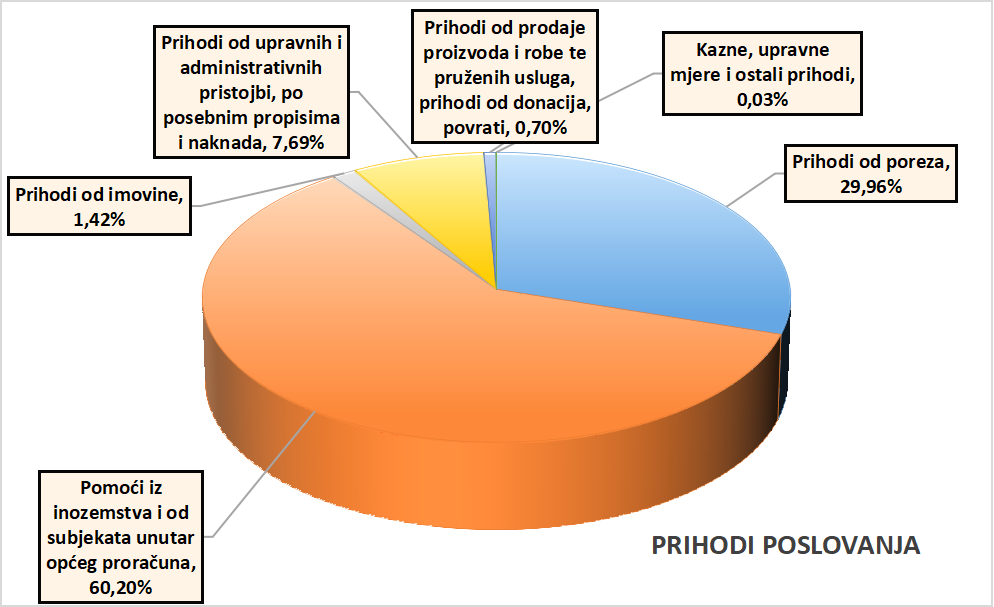 Prihodi od upravnih i
administrativnih
pristojbi, po
posebnim propisima
i naknada, 7,69%
Prihodi od prodaje
proizvoda i robe te
pruženih usluga,
prihodi od donacija,
povrati, 0,70%
Kazne, upravne
mjere i ostali prihodi,
0,03%
Prihodi od poreza,
29,96%
Prihodi od imovine,
1,42%
Pomoći iz
inozemstva i od
subjekata unutar
općeg proračuna,
60,20%
PRIHODI POSLOVANJA